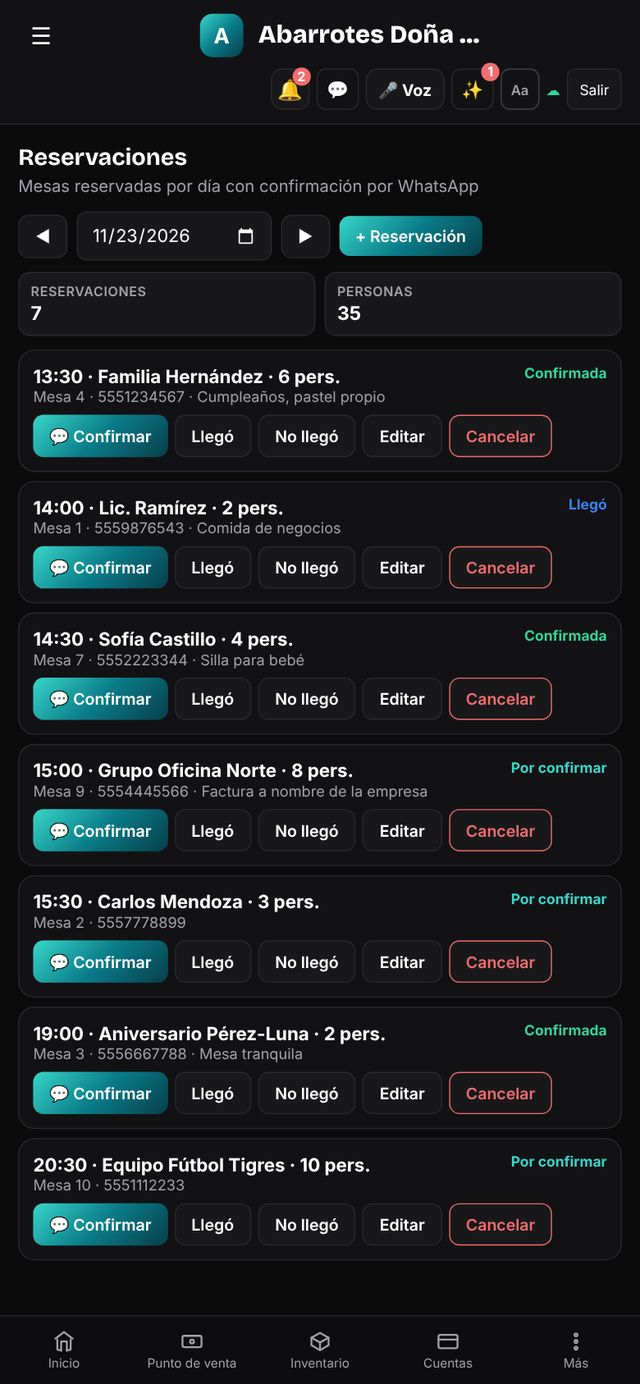 ☰ A Abarrotes Doña ...
🔔 2 💬 🎤 Voz ✨ 1 Aa ☁ Salir
Reservaciones
Mesas reservadas por día con confirmación por WhatsApp
◀ 11/23/2026 ▶ + Reservación
RESERVACIONES
7
PERSONAS
35
13:30 · Familia Hernández · 6 pers.
Confirmada
Mesa 4 · 5551234567 · Cumpleaños, pastel propio
💬 Confirmar Llegó No llegó Editar Cancelar
14:00 · Lic. Ramírez · 2 pers.
Llegó
Mesa 1 · 5559876543 · Comida de negocios
💬 Confirmar Llegó No llegó Editar Cancelar
14:30 · Sofía Castillo · 4 pers.
Confirmada
Mesa 7 · 5552223344 · Silla para bebé
💬 Confirmar Llegó No llegó Editar Cancelar
15:00 · Grupo Oficina Norte · 8 pers.
Por confirmar
Mesa 9 · 5554445566 · Factura a nombre de la empresa
💬 Confirmar Llegó No llegó Editar Cancelar
15:30 · Carlos Mendoza · 3 pers.
Por confirmar
Mesa 2 · 5557778899
💬 Confirmar Llegó No llegó Editar Cancelar
19:00 · Aniversario Pérez-Luna · 2 pers.
Confirmada
Mesa 3 · 5556667788 · Mesa tranquila
💬 Confirmar Llegó No llegó Editar Cancelar
20:30 · Equipo Fútbol Tigres · 10 pers.
Por confirmar
Mesa 10 · 5551112233
💬 Confirmar Llegó No llegó Editar Cancelar
Inicio Punto de venta Inventario Cuentas Más